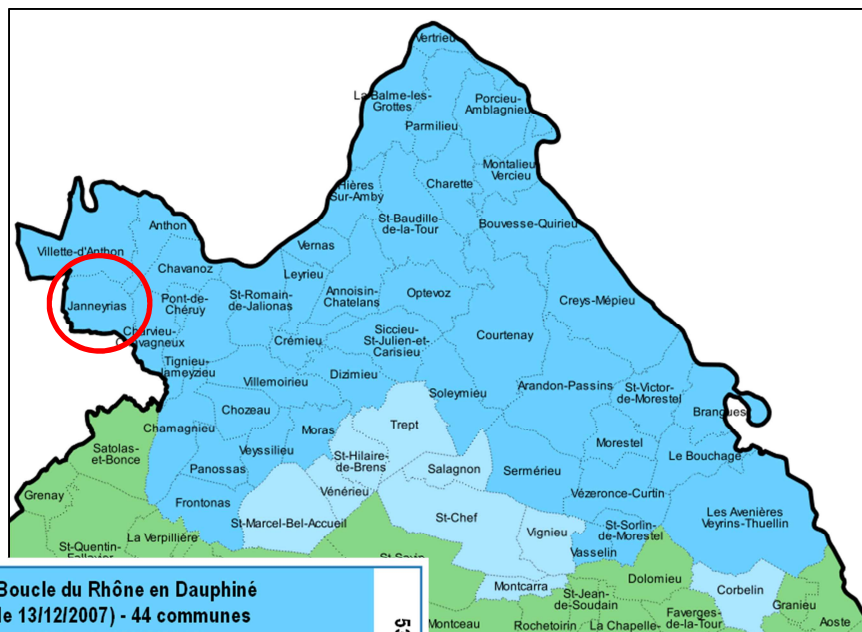 Vertrieu
La Balme-les-
Grottes
Porcieu-
Amblagnieu
Parmilieu
Montalieu
Vercieu
Hières
Sur-Amby
Charette
St-Baudille
de-la-Tour
Bouvesse-Quirieu
Anthon
Villette-d'Anthon
Vernas
Chavanoz
Leyrieu
Janneyrias
Pont-de-
Chéruy
St-Romain-
de-Jalionas
Annoisin-
Chatelans
Optevoz
Creys-Mépieu
Charvieu-
Chavagneux
Crémieu
Siccieu-
St-Julien-et-
Carisieu
Courtenay
Tignieu-
Jameyzieu
Villemoirieu
Dizimieu
Soleymieu
Arandon-Passins
St-Victor-
de-Morestel
Brangues
Chozeau
Trept
Chamagnieu
Moras
Morestel
Satolas-
et-Bonce
Veyssilieu
St-Hilaire-
de-Brens
Le Bouchage
Panossas
Salagnon
Sermérieu
Grenay
Vénérieu
Vézeronce-Curtin
Frontonas
St-Marcel-Bel-Accueil
St-Chef
Les Avenières
Veyrins-Thuellin
La Verpillière
Vignieu
St-Sorlin-
de-Morestel
St-Quentin-
Fallavier
Vasselin
Dolomieu
Montcarra
Corbelin
Boucle du Rhône en Dauphiné
le 13/12/2007) - 44 communes
53
St-Jean-
de-Soudain
Granieu
Montceau
Rochetoirin
La Chapelle-
Faverges-
de-la-Tour
Aoste